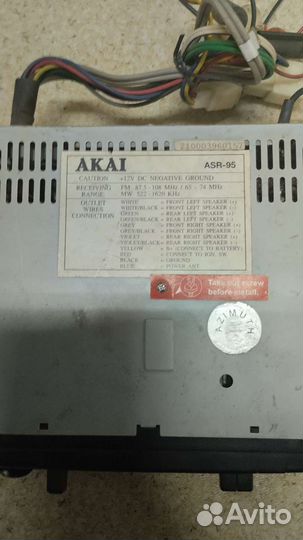 210003960157
AKAI ASR-95
CAUTION +12V DC NEGATIVE GROUND
RECEIVING FM 87.5 - 108 MHz / 65 - 74 MHz
RANGE MW 522 - 1620 KHz
OUTLET WHITE = FRONT LEFT SPEAKER (+)
WIRES WHITE/BLACK = FRONT LEFT SPEAKER (-)
CONNECTION GREEN = REAR LEFT SPEAKER (+)
GREEN/BLACK = REAR LEFT SPEAKER (-)
GREY = FRONT RIGHT SPEAKER (+)
GREY/BLACK = FRONT RIGHT SPEAKER (-)
VIOLET = REAR RIGHT SPEAKER (+)
VIOLET/BLACK = REAR RIGHT SPEAKER (-)
YELLOW = (CONNECT TO BATTERY)
RED = CONNECT TO IGN. SW.
BLACK = GROUND
BLUE = POWER ANT.
Take out screw
before install.
AZIMUTH
Avito